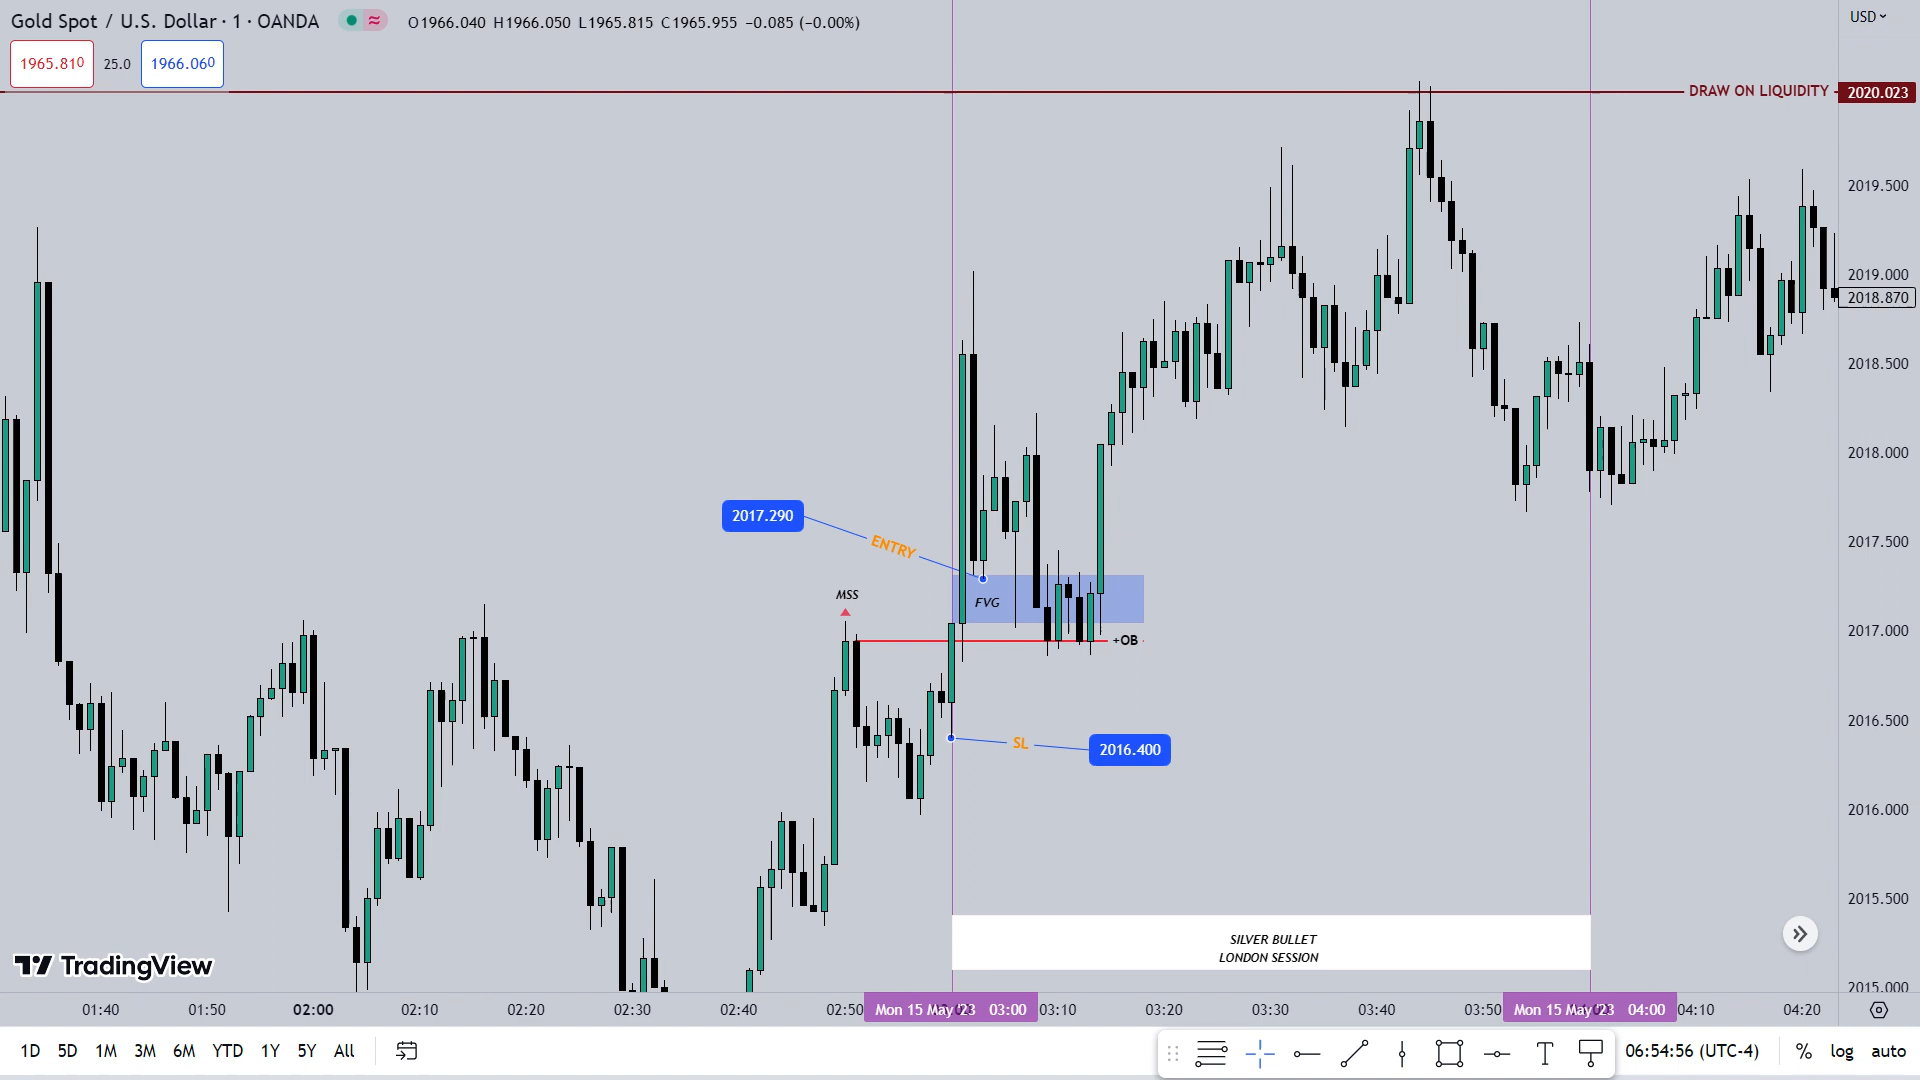 Gold Spot / U.S. Dollar · 1 · OANDA
O1966.040 H1966.050 L1965.815 C1965.955 −0.085 (−0.00%)
USD
1965.810 25.0 1966.060
DRAW ON LIQUIDITY 2020.023
2019.500
2019.000
2018.870
2018.500
2018.000
2017.500
2017.290
ENTRY
MSS
FVG
2017.000
+OB
2016.500
SL
2016.400
2016.000
2015.500
SILVER BULLET
LONDON SESSION
TradingView
2015.000
01:40 01:50 02:00 02:10 02:20 02:30 02:40 02:50 Mon 15 May '23 03:00 03:10 03:20 03:30 03:40 03:50 Mon 15 May '23 04:00 04:10 04:20
1D 5D 1M 3M 6M YTD 1Y 5Y All
06:54:56 (UTC-4) % log auto